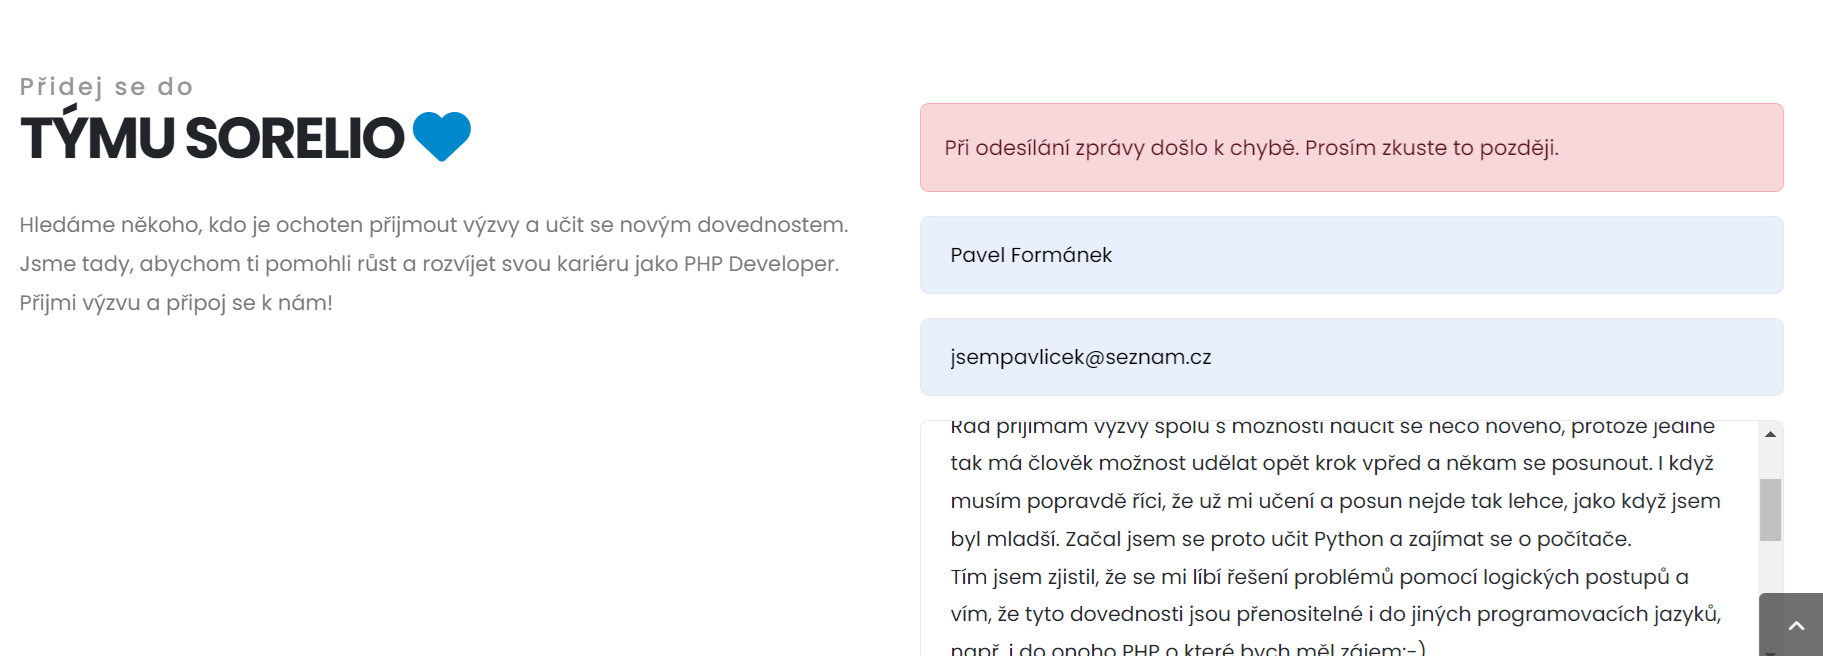 Přidej se do
TÝMU SORELIO
Hledáme někoho, kdo je ochoten přijmout výzvy a učit se novým dovednostem.
Jsme tady, abychom ti pomohli růst a rozvíjet svou kariéru jako PHP Developer.
Přijmi výzvu a připoj se k nám!
Při odesílání zprávy došlo k chybě. Prosím zkuste to později.
Pavel Formánek
jsempavlicek@seznam.cz
Rád přijímám výzvy spolu s možností naučit se něco nového, protože jedině
tak má člověk možnost udělat opět krok vpřed a někam se posunout. I když
musím popravdě říci, že už mi učení a posun nejde tak lehce, jako když jsem
byl mladší. Začal jsem se proto učit Python a zajímat se o počítače.
Tím jsem zjistil, že se mi líbí řešení problémů pomocí logických postupů a
vím, že tyto dovednosti jsou přenositelné i do jiných programovacích jazyků,
např. i do onoho PHP o které bych měl zájem:-)